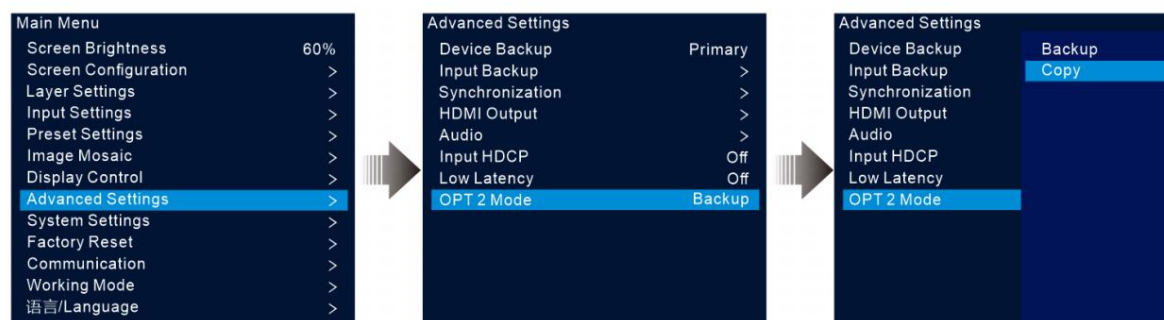 Main Menu
Screen Brightness 60%
Screen Configuration >
Layer Settings >
Input Settings >
Preset Settings >
Image Mosaic >
Display Control >
Advanced Settings >
System Settings >
Factory Reset >
Communication >
Working Mode >
语言/Language >
Advanced Settings
Device Backup Primary
Input Backup >
Synchronization >
HDMI Output >
Audio >
Input HDCP Off
Low Latency Off
OPT 2 Mode Backup
Advanced Settings
Device Backup
Input Backup
Synchronization
HDMI Output
Audio
Input HDCP
Low Latency
OPT 2 Mode
Backup
Copy